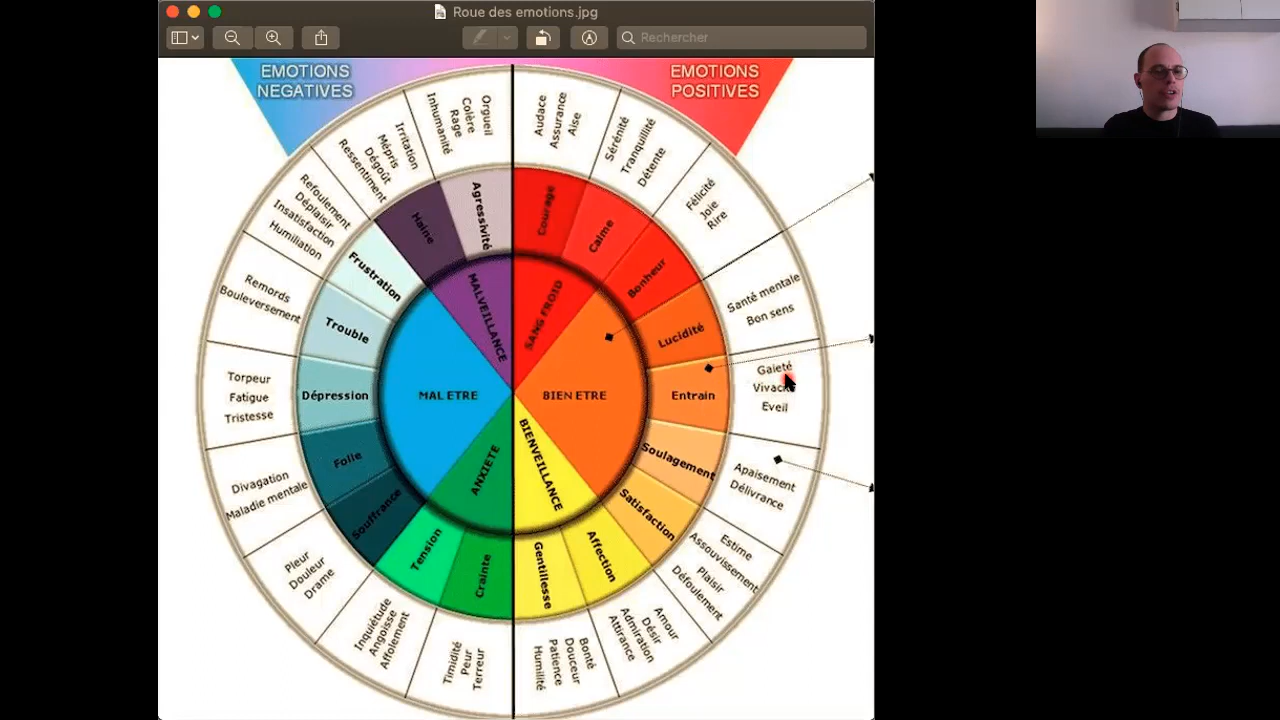 Roue des emotions.jpg
Rechercher
EMOTIONS
NEGATIVES
EMOTIONS
POSITIVES
Inhumanité
Rage
Colère
Orgueil
Audace
Assurance
Aise
Sérénité
Tranquillité
Détente
Félicité
Joie
Rire
Santé mentale
Bon sens
Gaieté
Vivacité
Eveil
Apaisement
Délivrance
Estime
Assouvissement
Plaisir
Défoulement
Amour
Désir
Admiration
Attirance
Bonté
Douceur
Patience
Humilité
Timidité
Peur
Terreur
Inquiétude
Angoisse
Affolement
Pleur
Douleur
Drame
Divagation
Maladie mentale
Torpeur
Fatigue
Tristesse
Remords
Bouleversement
Refoulement
Déplaisir
Insatisfaction
Humiliation
Irritation
Mépris
Dégoût
Ressentiment
Agressivité
Courage
Calme
Bonheur
Lucidité
Entrain
Soulagement
Satisfaction
Affection
Gentillesse
Crainte
Tension
Souffrance
Folie
Dépression
Trouble
Frustration
Haine
MALVEILLANCE
SANG FROID
BIEN ETRE
BIENVEILLANCE
ANXIETE
MAL ETRE